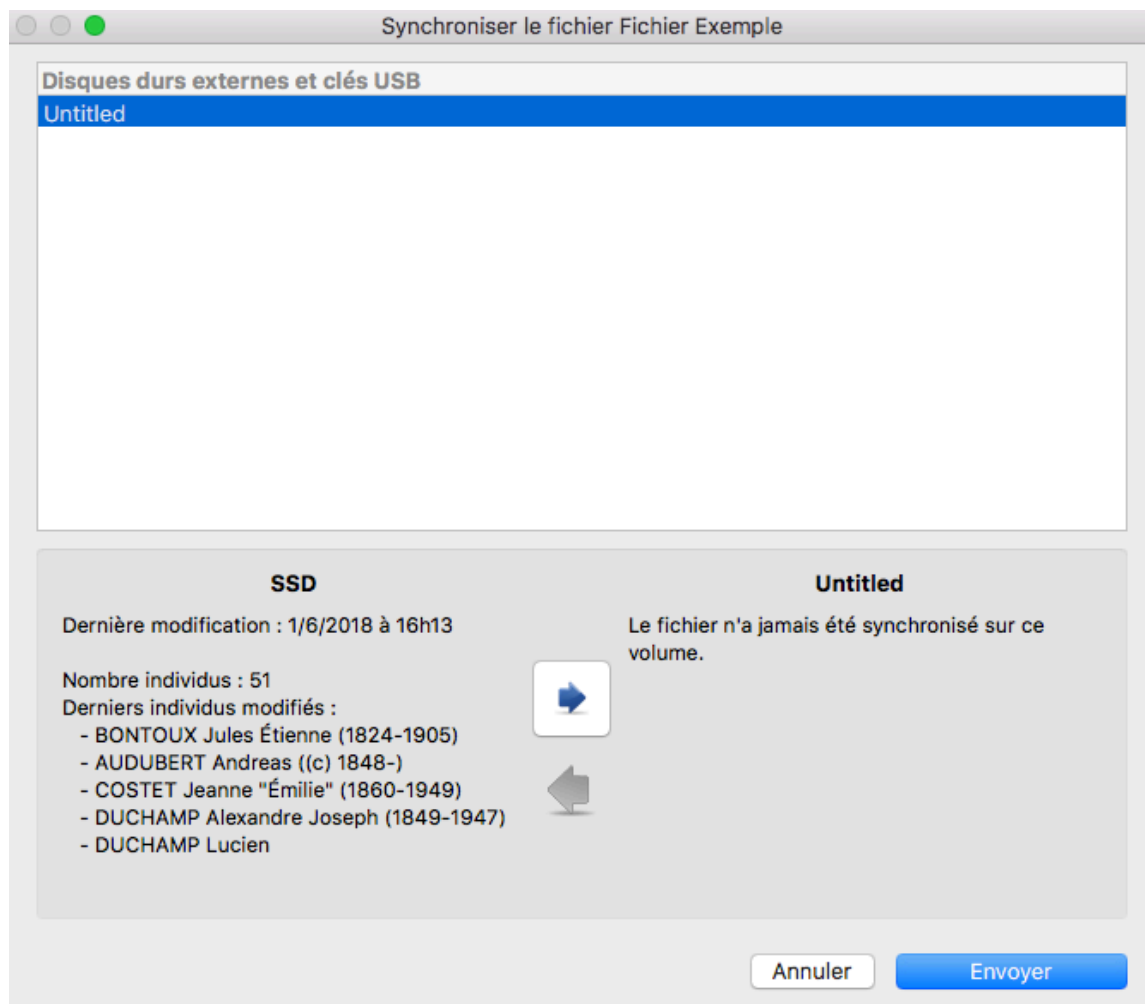 Synchroniser le fichier Fichier Exemple
Disques durs externes et clés USB
Untitled
SSD
Dernière modification : 1/6/2018 à 16h13
Nombre individus : 51
Derniers individus modifiés :
- BONTOUX Jules Étienne (1824-1905)
- AUDUBERT Andreas ((c) 1848-)
- COSTET Jeanne "Émilie" (1860-1949)
- DUCHAMP Alexandre Joseph (1849-1947)
- DUCHAMP Lucien
Untitled
Le fichier n'a jamais été synchronisé sur ce
volume.
Annuler
Envoyer